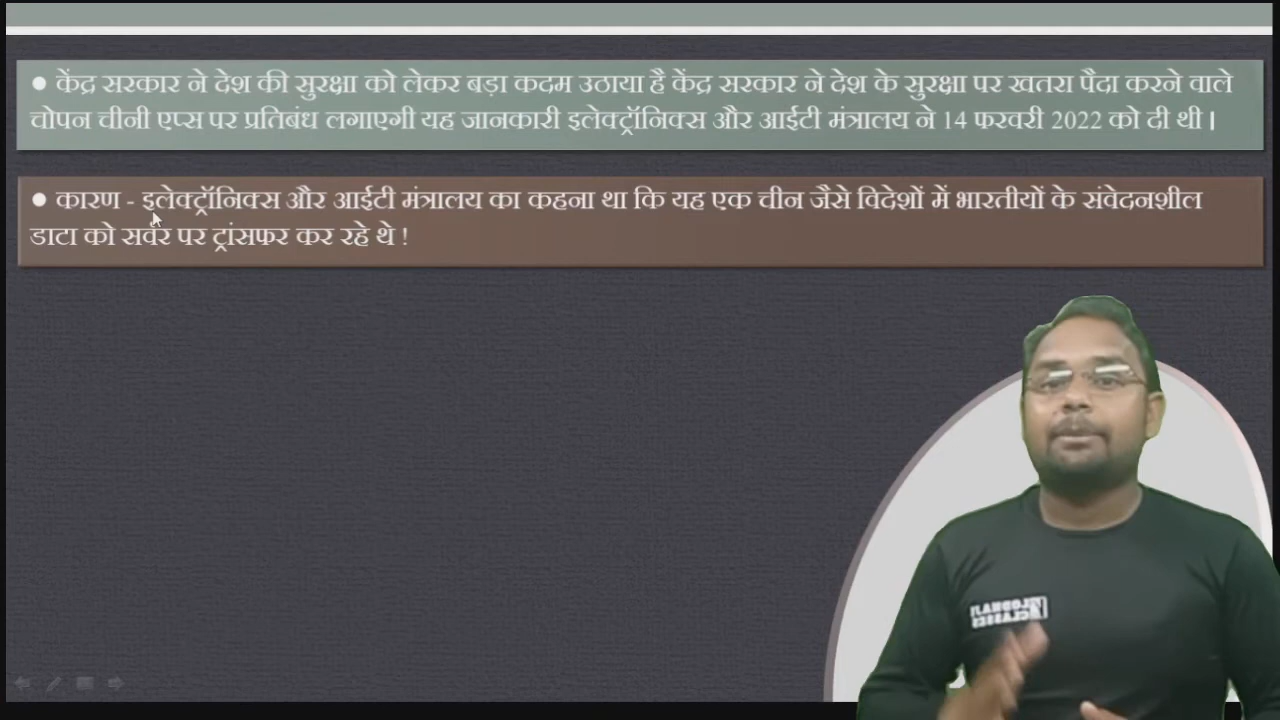 ● केंद्र सरकार ने देश की सुरक्षा को लेकर बड़ा कदम उठाया है केंद्र सरकार ने देश के सुरक्षा पर खतरा पैदा करने वाले
चोपन चीनी एप्स पर प्रतिबंध लगाएगी यह जानकारी इलेक्ट्रॉनिक्स और आईटी मंत्रालय ने 14 फरवरी 2022 को दी थी |
● कारण - इलेक्ट्रॉनिक्स और आईटी मंत्रालय का कहना था कि यह एक चीन जैसे विदेशों में भारतीयों के संवेदनशील
डाटा को सर्वर पर ट्रांसफर कर रहे थे !
CLASSES